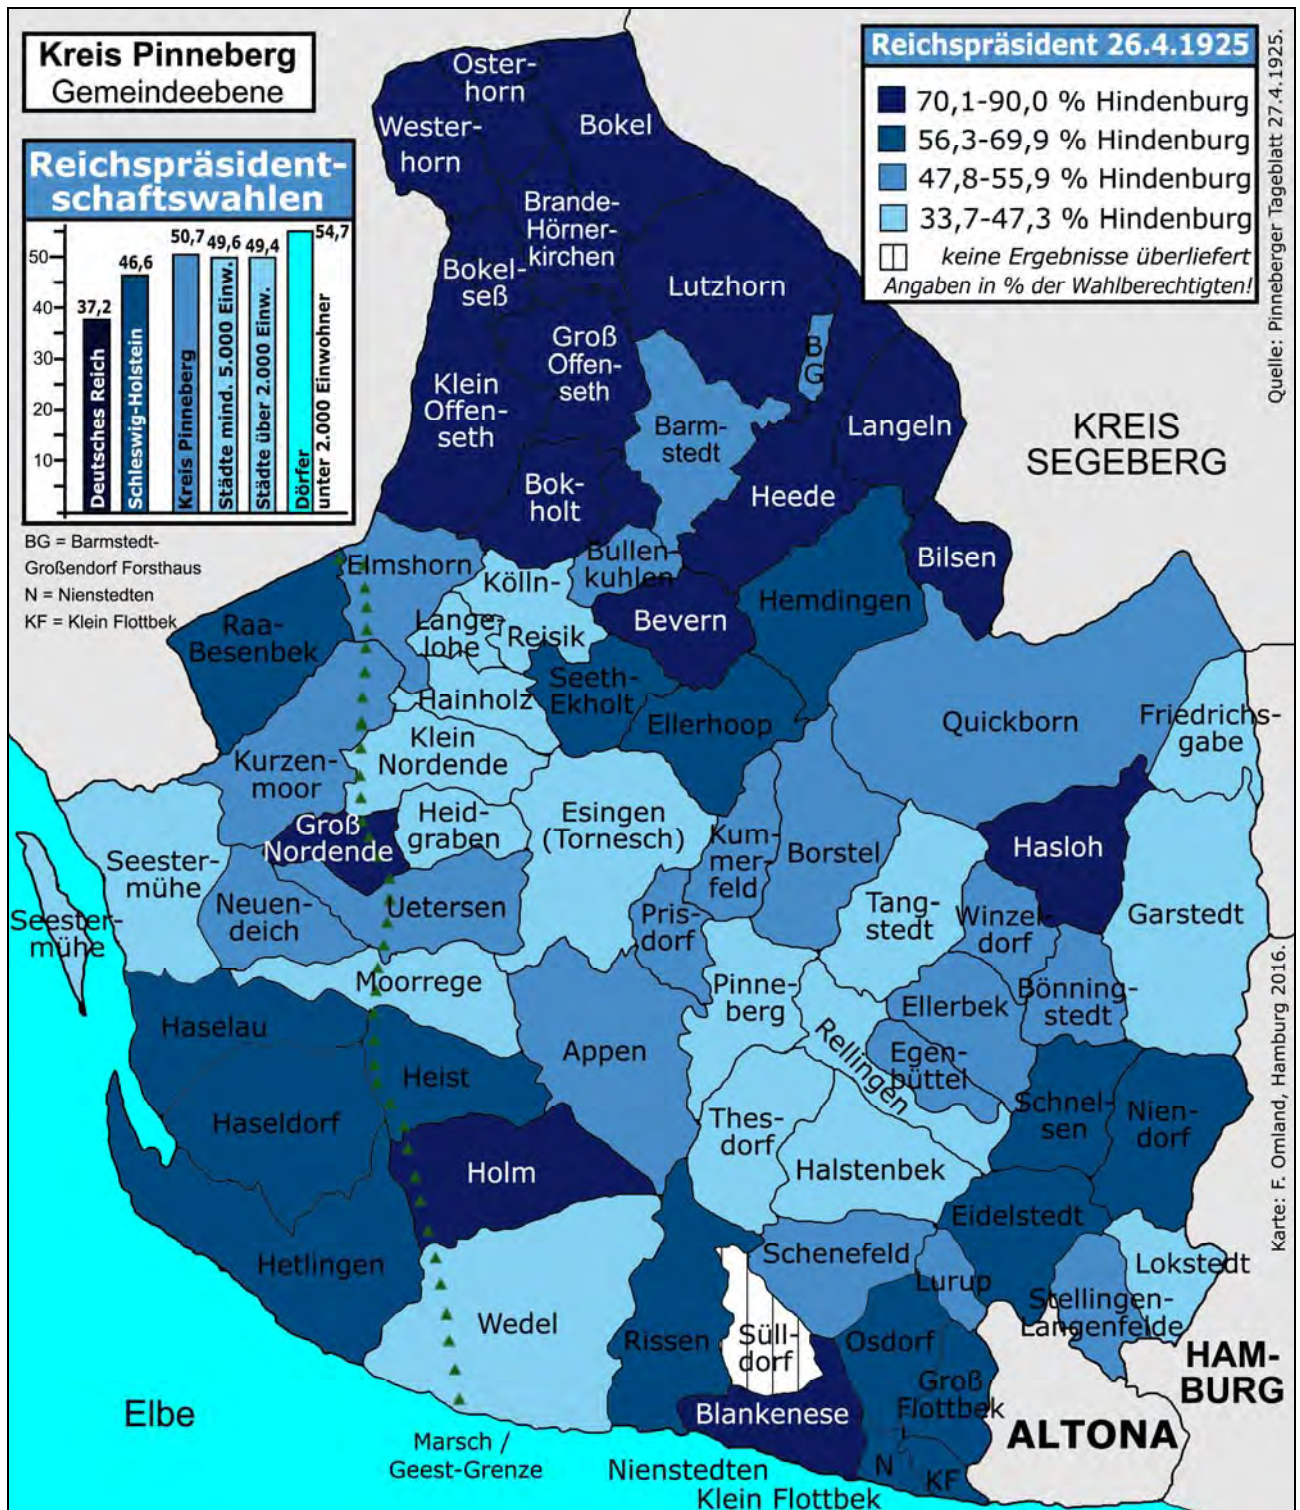 Kreis Pinneberg
Gemeindeebene
Reichspräsident-
schaftswahlen
50
40
30
20
10
37,2
46,6
50,7
49,6
49,4
54,7
Deutsches Reich
Schleswig-Holstein
Kreis Pinneberg
Städte mind. 5.000 Einw.
Städte über 2.000 Einw.
Dörfer
unter 2.000 Einwohner
BG = Barmstedt-
Großendorf Forsthaus
N = Nienstedten
KF = Klein Flottbek
Reichspräsident 26.4.1925
70,1-90,0 % Hindenburg
56,3-69,9 % Hindenburg
47,8-55,9 % Hindenburg
33,7-47,3 % Hindenburg
keine Ergebnisse überliefert
Angaben in % der Wahlberechtigten!
Quelle: Pinneberger Tageblatt 27.4.1925.
Oster-
horn
Wester-
horn
Bokel
Brande-
Hörner-
kirchen
Bokel-
seß
Lutzhorn
Groß
Offen-
seth
B
G
Klein
Offen-
seth
Barm-
stedt
Langeln
KREIS
SEGEBERG
Bok-
holt
Heede
Elmshorn
Bullen-
kuhlen
Bilsen
Kölln-
Reisik
Hemdingen
Bevern
Raa-
Besenbek
Lange-
lohe
Seeth-
Ekholt
Hainholz
Ellerhoop
Quickborn
Friedrichs-
gabe
Klein
Nordende
Kurzen-
moor
Heid-
graben
Esingen
(Tornesch)
Groß
Nordende
Kum-
mer-
feld
Borstel
Hasloh
Seester-
mühe
Seester-
mühe
Neuen-
deich
Uetersen
Pris-
dorf
Tang-
stedt
Winzel-
dorf
Garstedt
Moorrege
Pinne-
berg
Ellerbek
Bönning-
stedt
Haselau
Appen
Rellingen
Egen-
büttel
Heist
Haseldorf
Thes-
dorf
Schnel-
sen
Nien-
dorf
Holm
Halstenbek
Eidelstedt
Hetlingen
Schenefeld
Lurup
Lokstedt
Stellingen-
Langenfelde
Wedel
Rissen
Süll-
dorf
Osdorf
Groß
Flottbek
HAM-
BURG
Blankenese
ALTONA
Elbe
Marsch /
Geest-Grenze
N
KF
Nienstedten
Klein Flottbek
Karte: F. Omland, Hamburg 2016.